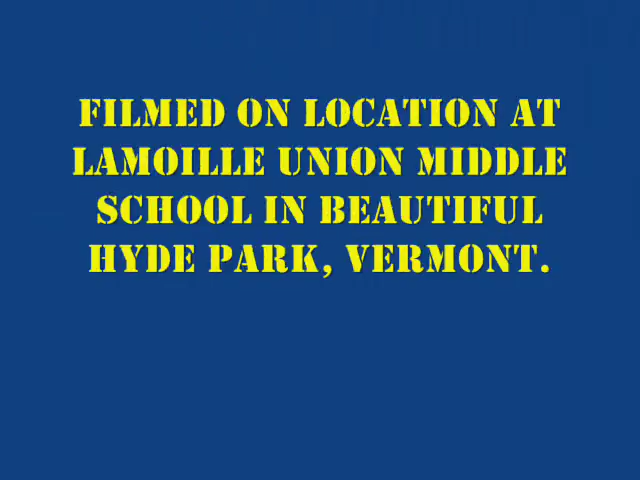 FILMED ON LOCATION AT
LAMOILLE UNION MIDDLE
SCHOOL IN BEAUTIFUL
HYDE PARK, VERMONT.